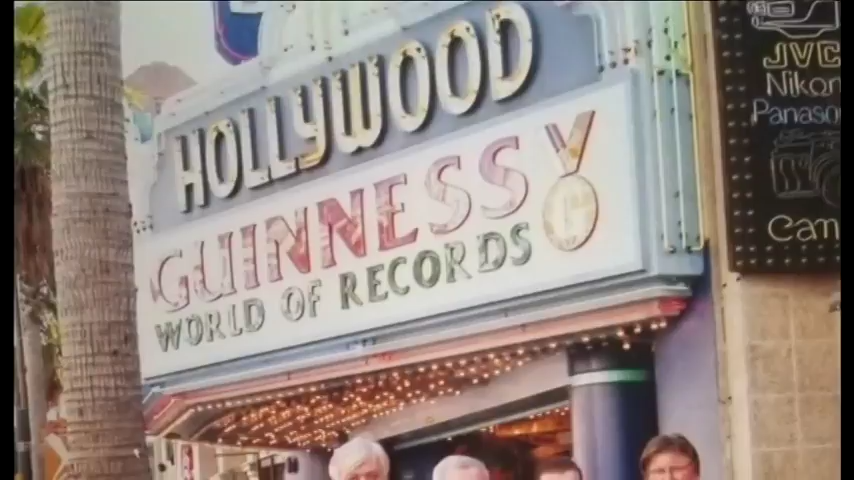 HOLLYWOOD
GUINNESS
WORLD OF RECORDS
JVC
Nikon
Panaso
Cam